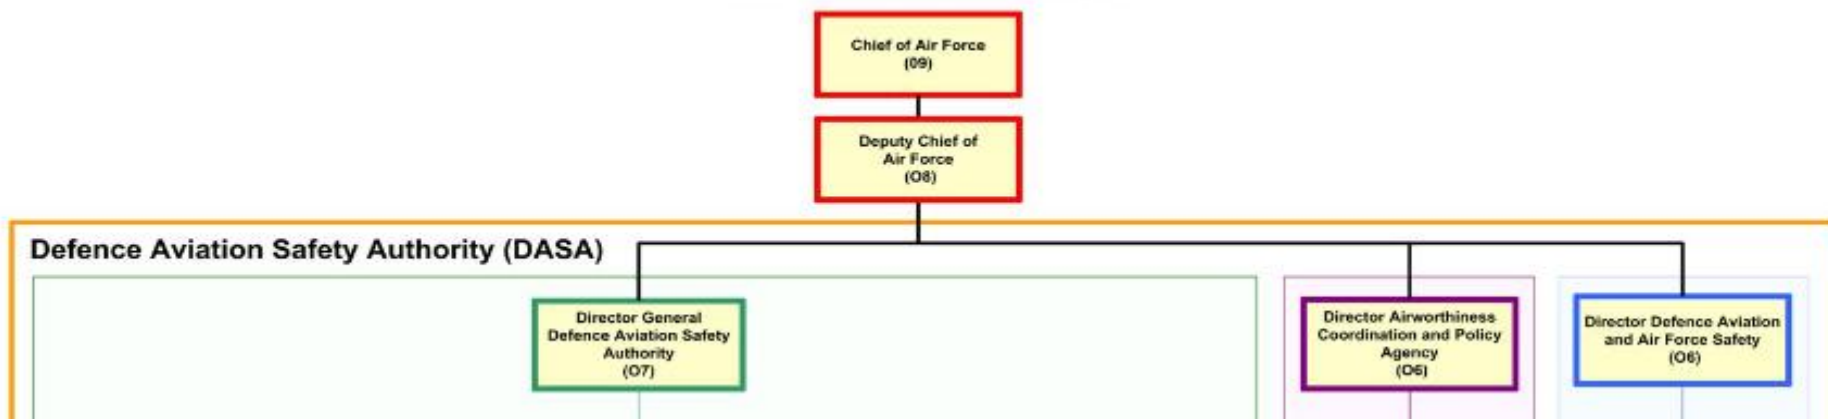 Chief of Air Force
(09)
Deputy Chief of
Air Force
(O8)
Defence Aviation Safety Authority (DASA)
Director General
Defence Aviation Safety
Authority
(O7)
Director Airworthiness
Coordination and Policy
Agency
(O6)
Director Defence Aviation
and Air Force Safety
(O6)